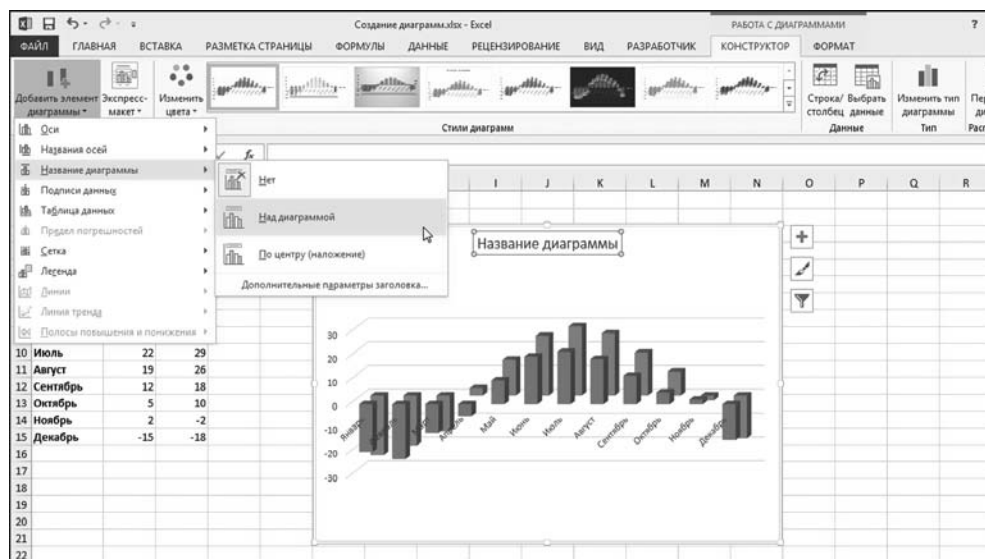 Создание диаграмм.xlsx - Excel
РАБОТА С ДИАГРАММАМИ
?
ФАЙЛ ГЛАВНАЯ ВСТАВКА РАЗМЕТКА СТРАНИЦЫ ФОРМУЛЫ ДАННЫЕ РЕЦЕНЗИРОВАНИЕ ВИД РАЗРАБОТЧИК КОНСТРУКТОР ФОРМАТ
Добавить элемент Экспресс- Изменить
диаграммы макет цвета
Строка/ Выбрать Изменить тип
столбец данные диаграммы
Стили диаграмм Данные Тип
Оси
Названия осей
Название диаграммы
Подписи данных
Таблица данных
Предел погрешностей
Сетка
Легенда
Линии
Линия тренда
Полосы повышения и понижения
Нет
Над диаграммой
По центру (наложение)
Дополнительные параметры заголовка...
fx
I J K L M N O P Q R
Название диаграммы
30
20
10
0
-10
-20
-30
Январь Февраль Март Апрель Май Июнь Июль Август Сентябрь Октябрь Ноябрь Декабрь
10 Июль 22 29
11 Август 19 26
12 Сентябрь 12 18
13 Октябрь 5 10
14 Ноябрь 2 -2
15 Декабрь -15 -18
16
17
18
19
20
21
22